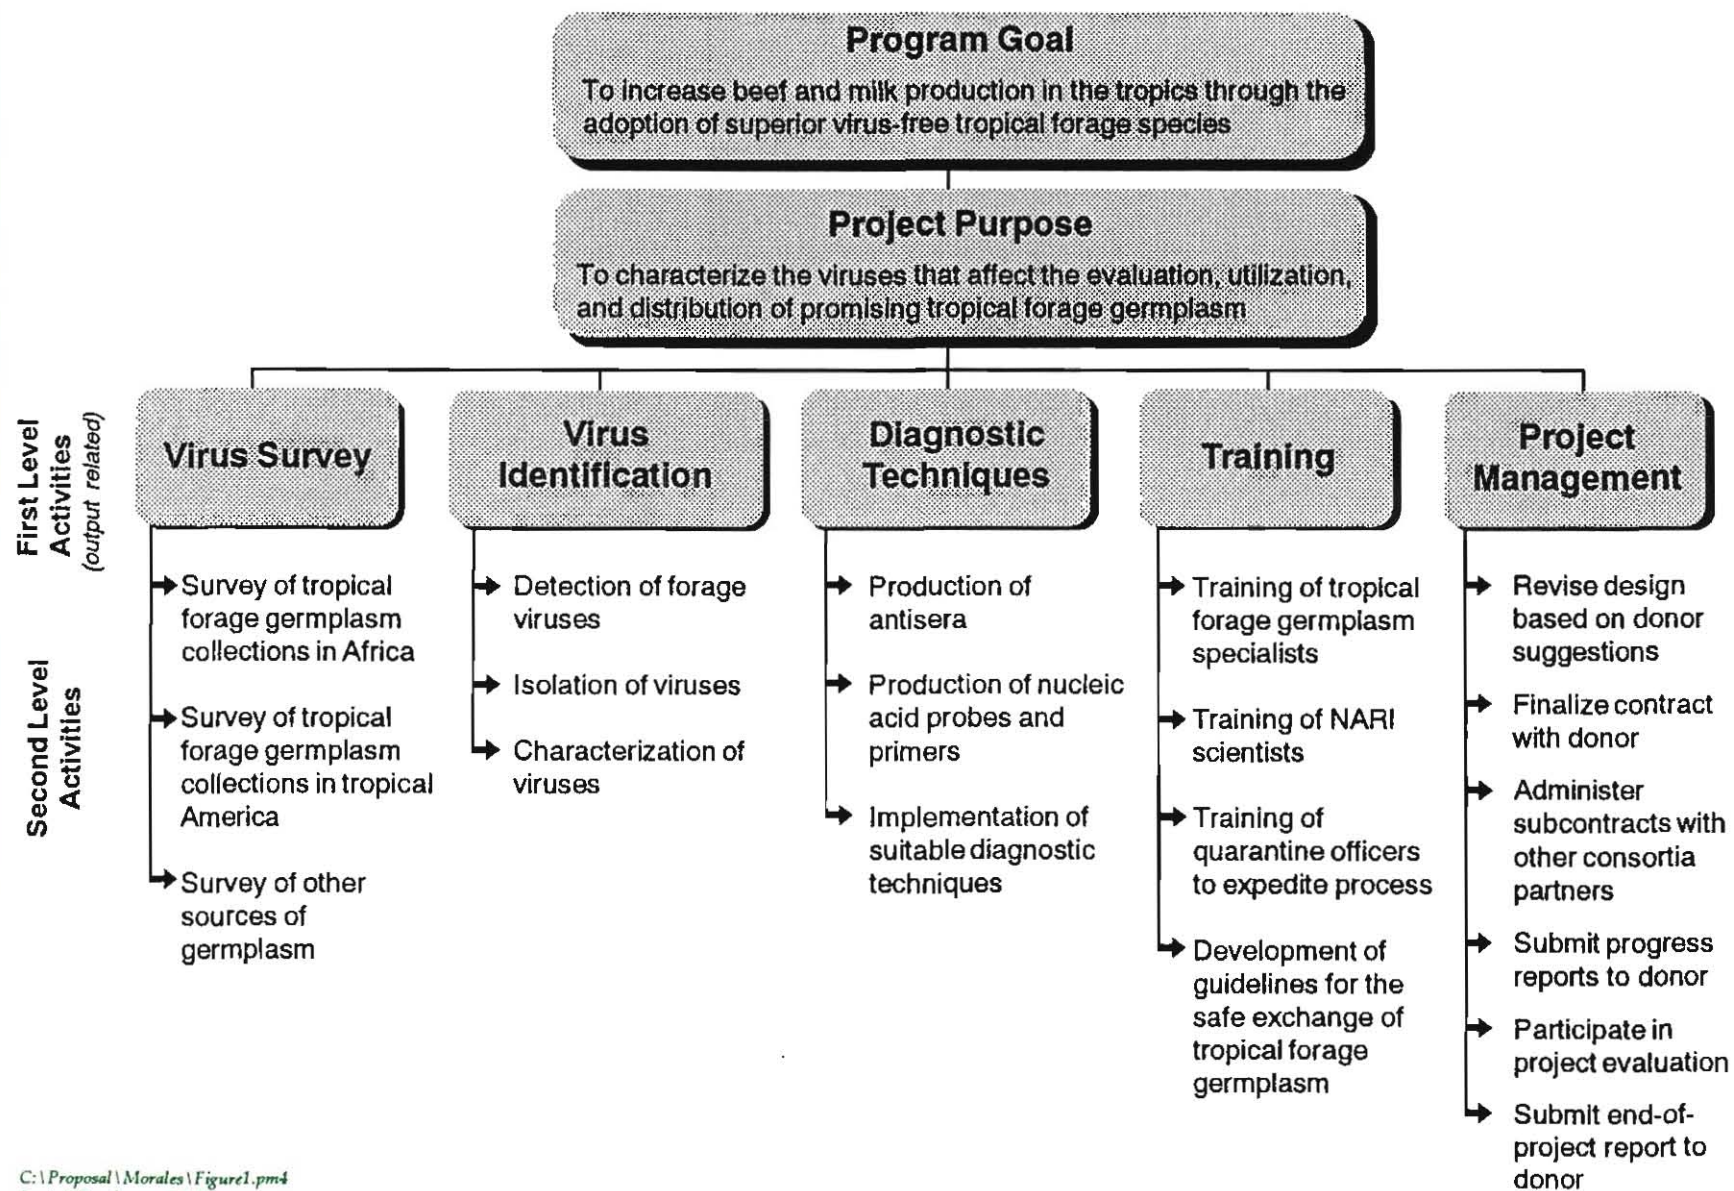 Program Goal
To increase beef and milk production in the tropics through the
adoption of superior virus-free tropical forage species
Project Purpose
To characterize the viruses that affect the evaluation, utilization,
and distribution of promising tropical forage germplasm
First Level
Activities
(output related)
Virus Survey
Virus
Identification
Diagnostic
Techniques
Training
Project
Management
Second Level
Activities
Survey of tropical
forage germplasm
collections in Africa
Survey of tropical
forage germplasm
collections in tropical
America
Survey of other
sources of
germplasm
Detection of forage
viruses
Isolation of viruses
Characterization of
viruses
Production of
antisera
Production of nucleic
acid probes and
primers
Implementation of
suitable diagnostic
techniques
Training of tropical
forage germplasm
specialists
Training of NARI
scientists
Training of
quarantine officers
to expedite process
Development of
guidelines for the
safe exchange of
tropical forage
germplasm
Revise design
based on donor
suggestions
Finalize contract
with donor
Administer
subcontracts with
other consortia
partners
Submit progress
reports to donor
Participate in
project evaluation
Submit end-of-
project report to
donor
C:\Proposal\Morales\Figure1.pm4